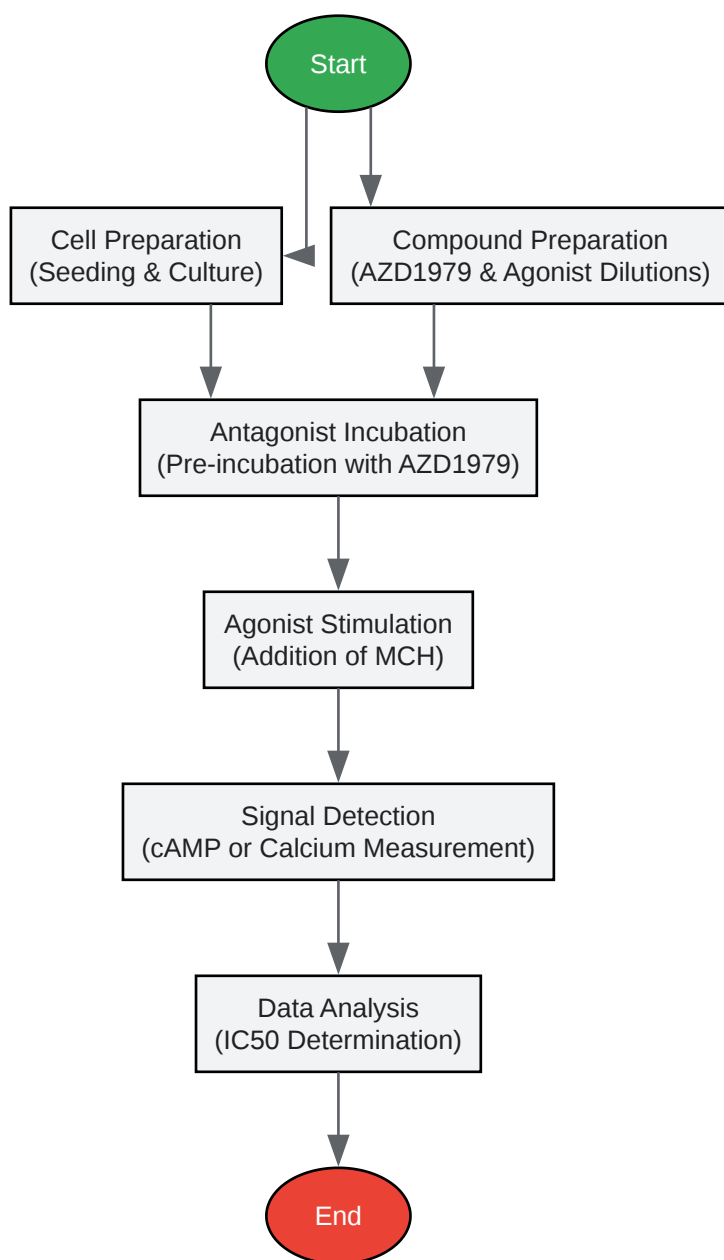 Start
Cell Preparation
(Seeding & Culture)
Compound Preparation
(AZD1979 & Agonist Dilutions)
Antagonist Incubation
(Pre-incubation with AZD1979)
Agonist Stimulation
(Addition of MCH)
Signal Detection
(cAMP or Calcium Measurement)
Data Analysis
(IC50 Determination)
End